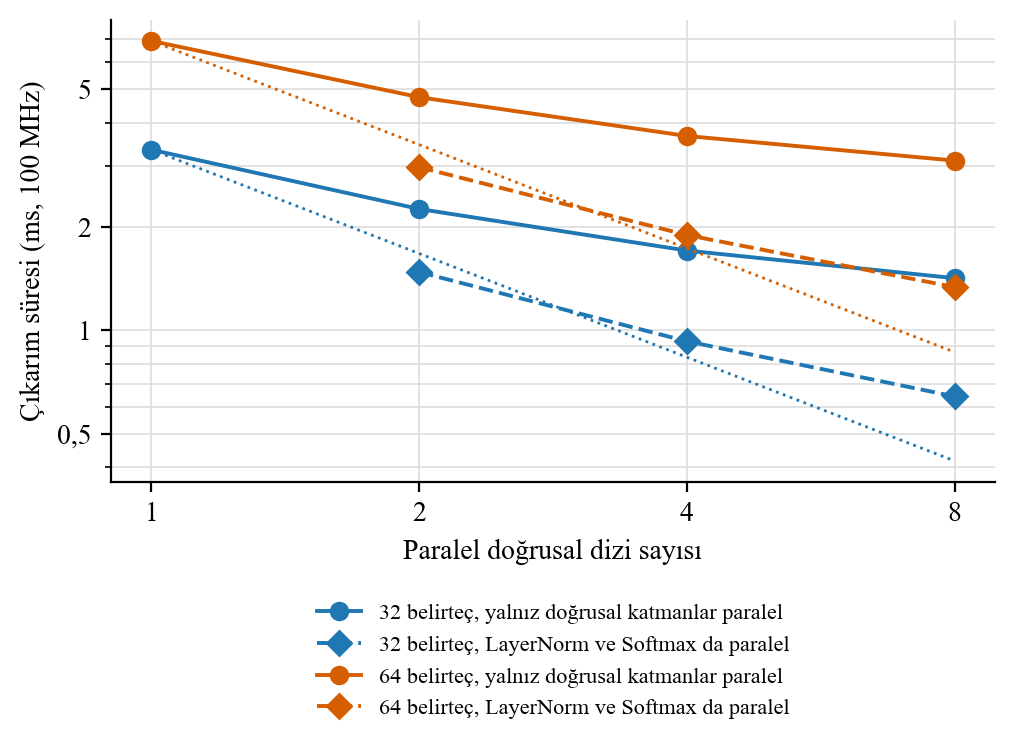 Çıkarım süresi (ms, 100 MHz)
5
2
1
0,5
1
2
4
8
Paralel doğrusal dizi sayısı
32 belirteç, yalnız doğrusal katmanlar paralel
32 belirteç, LayerNorm ve Softmax da paralel
64 belirteç, yalnız doğrusal katmanlar paralel
64 belirteç, LayerNorm ve Softmax da paralel